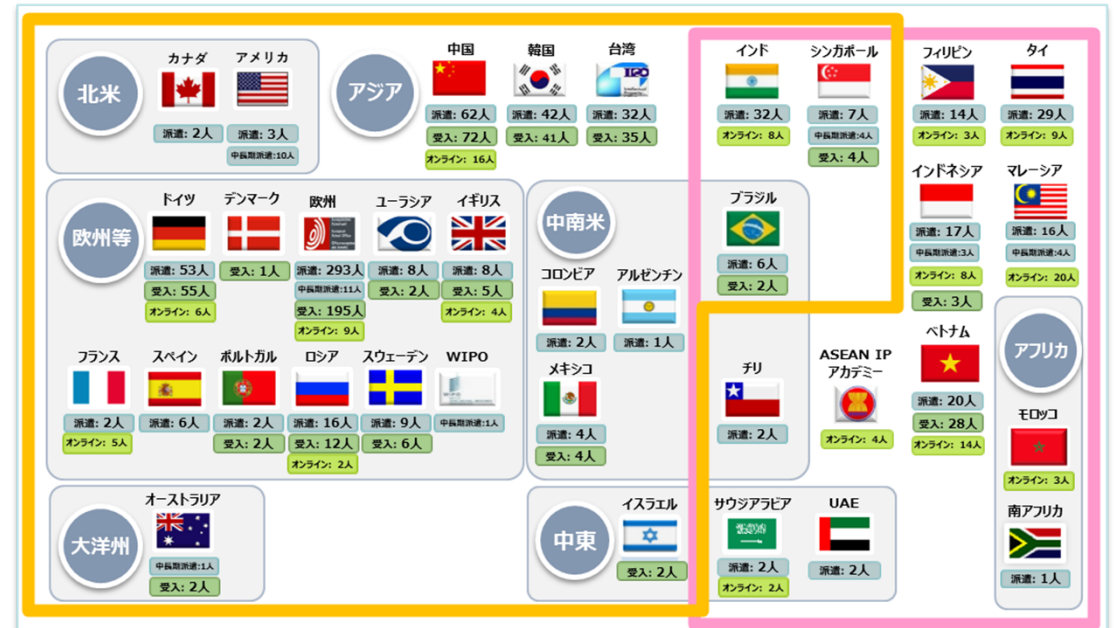 北米
カナダ
派遣: 2人
アメリカ
派遣: 3人
中長期派遣:10人
アジア
中国
派遣: 62人
受入: 72人
オンライン: 16人
韓国
派遣: 42人
受入: 41人
台湾
派遣: 32人
受入: 35人
インド
派遣: 32人
オンライン: 8人
シンガポール
派遣: 7人
中長期派遣:4人
受入: 4人
フィリピン
派遣: 14人
オンライン: 3人
タイ
派遣: 29人
オンライン: 9人
インドネシア
派遣: 17人
中長期派遣:3人
オンライン: 8人
受入: 3人
マレーシア
派遣: 16人
中長期派遣:4人
オンライン: 20人
欧州等
ドイツ
派遣: 53人
受入: 55人
オンライン: 6人
デンマーク
受入: 1人
欧州
派遣: 293人
中長期派遣:11人
受入: 195人
オンライン: 9人
ユーラシア
派遣: 8人
受入: 2人
イギリス
派遣: 8人
受入: 5人
オンライン: 4人
フランス
派遣: 2人
オンライン: 5人
スペイン
派遣: 6人
ポルトガル
派遣: 2人
受入: 2人
ロシア
派遣: 16人
受入: 12人
オンライン: 2人
スウェーデン
派遣: 9人
受入: 6人
WIPO
中長期派遣:1人
中南米
コロンビア
派遣: 2人
アルゼンチン
派遣: 1人
メキシコ
派遣: 4人
受入: 4人
ブラジル
派遣: 6人
受入: 2人
チリ
派遣: 2人
ASEAN IP
アカデミー
オンライン: 4人
ベトナム
派遣: 20人
受入: 28人
オンライン: 14人
アフリカ
モロッコ
オンライン: 3人
南アフリカ
派遣: 1人
大洋州
オーストラリア
中長期派遣:1人
受入: 2人
中東
イスラエル
受入: 2人
サウジアラビア
派遣: 2人
オンライン: 2人
UAE
派遣: 2人